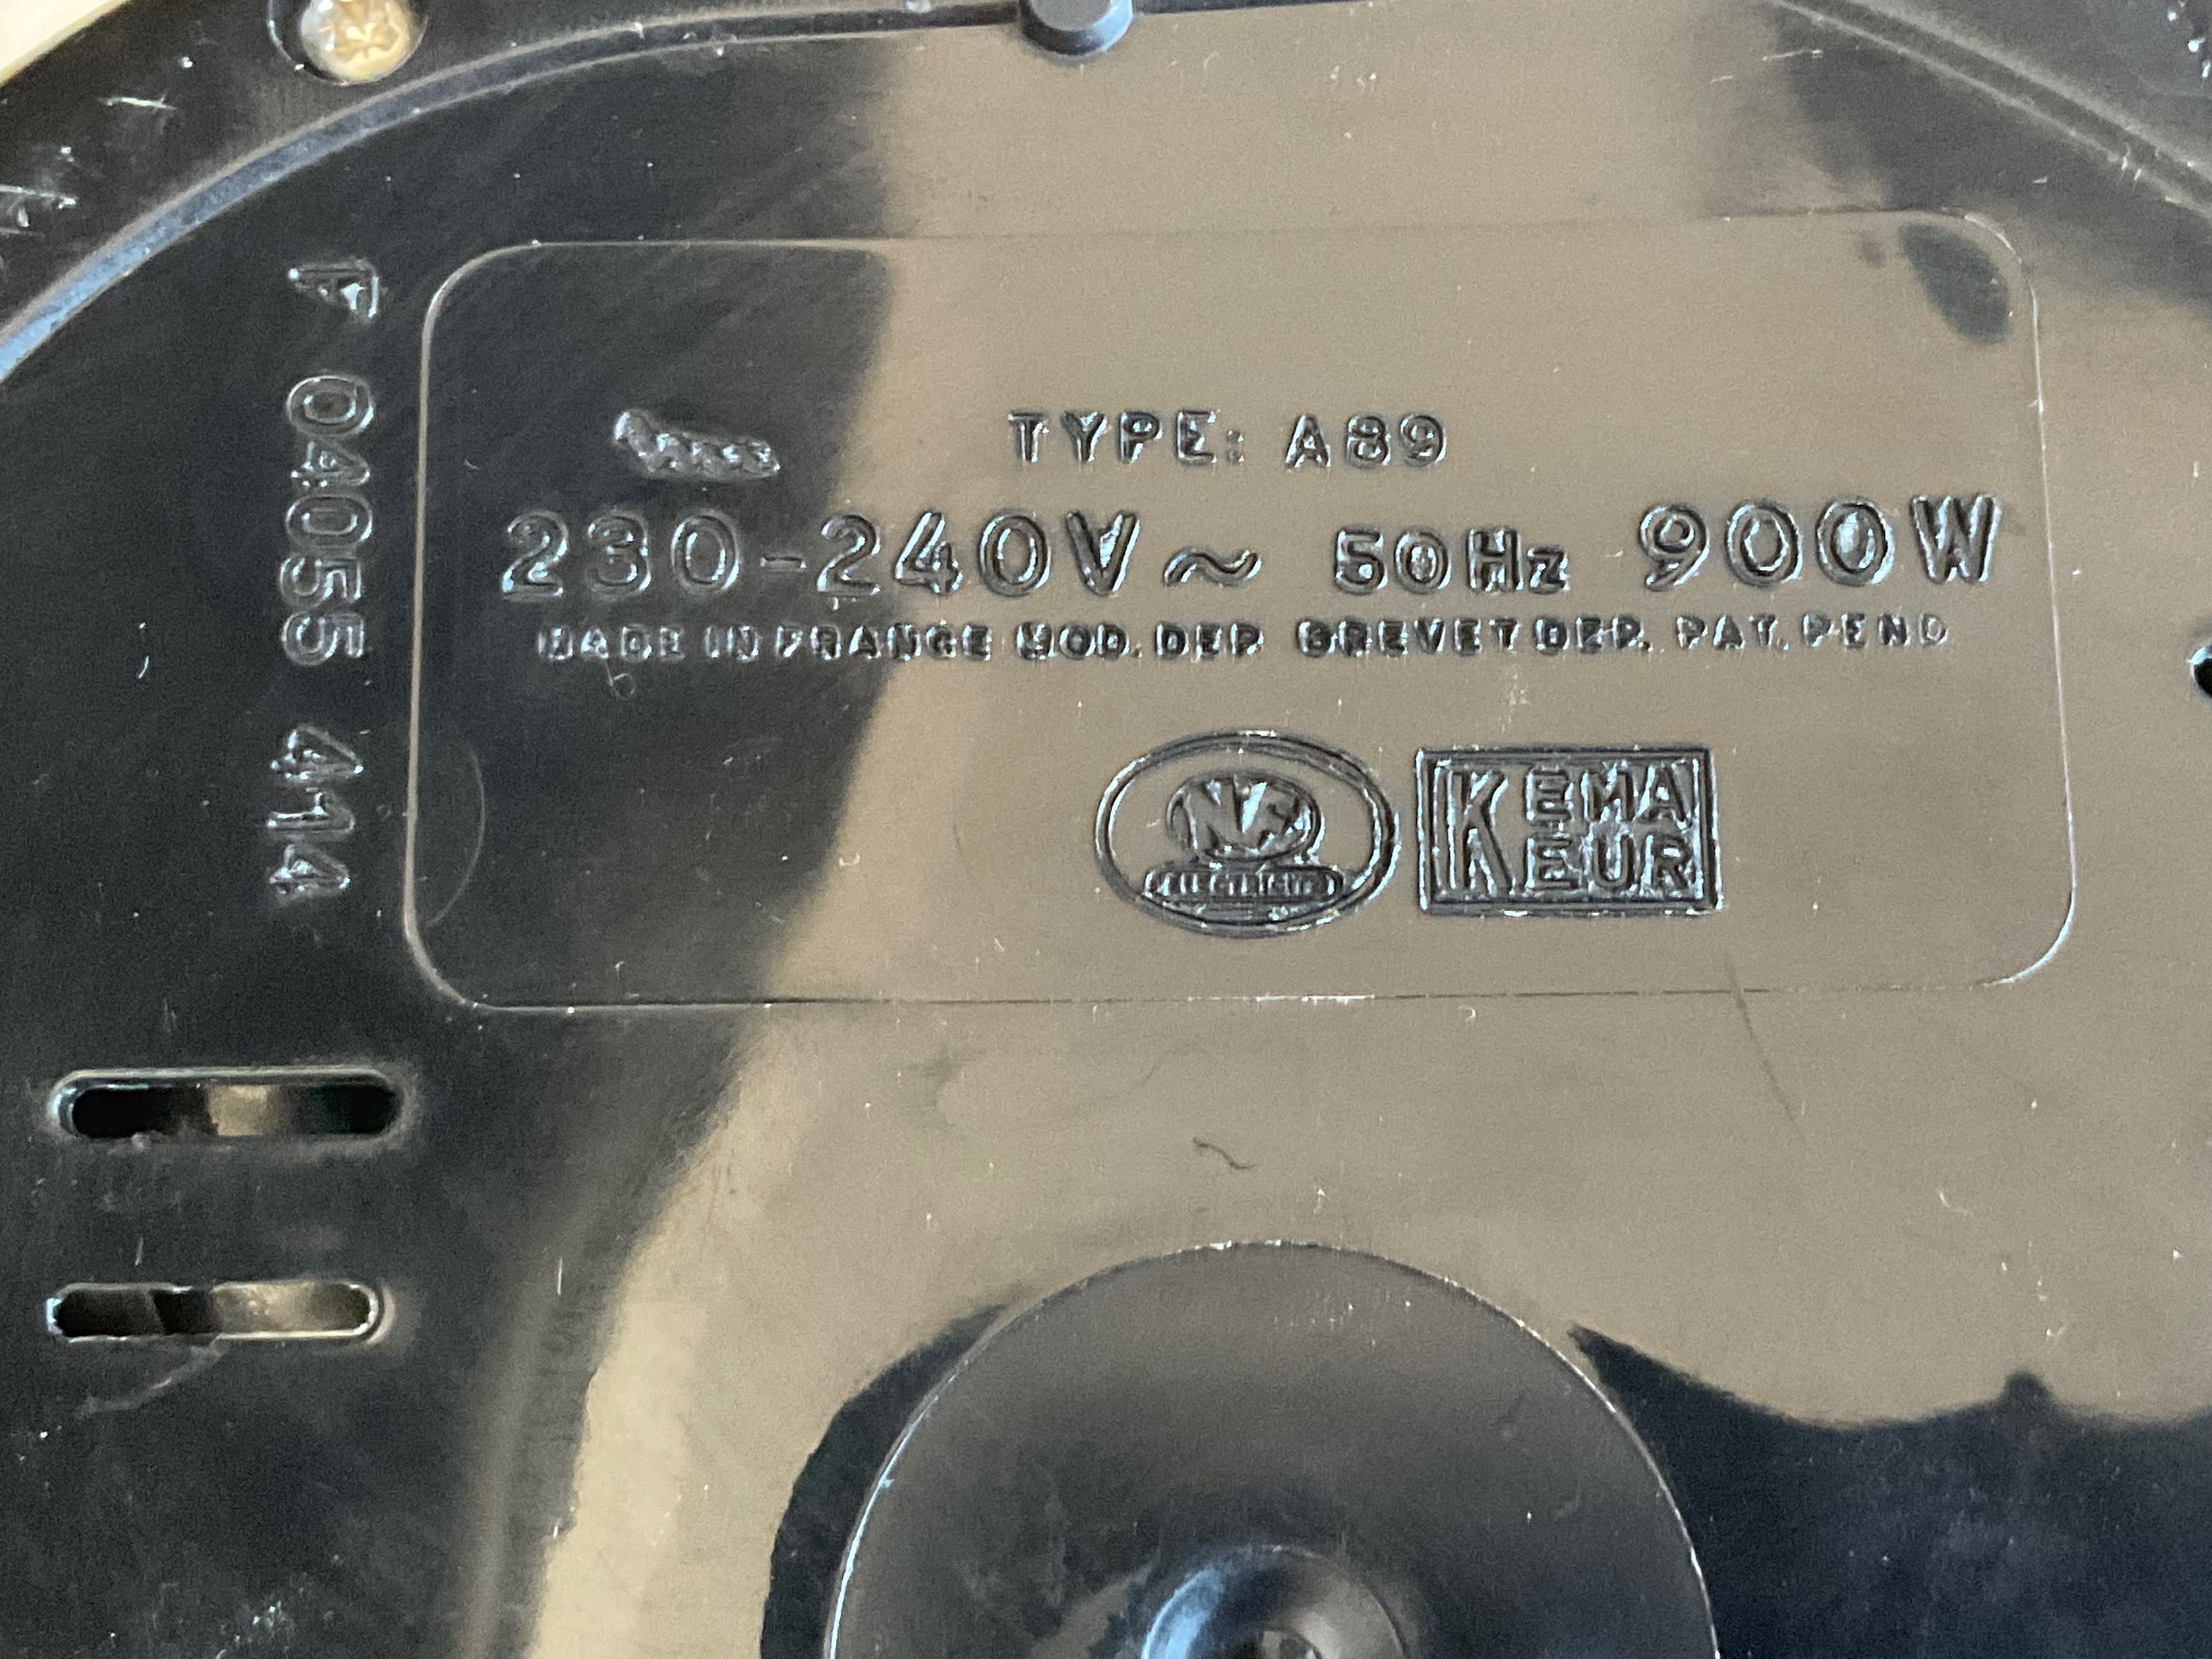 F 04055 414
TYPE: A89
230-240V ~ 50Hz 900W
MADE IN FRANCE MOD. DEP. BREVET DEP. PAT. PEND
NF
ELECTRICITE
KEMA
KEUR